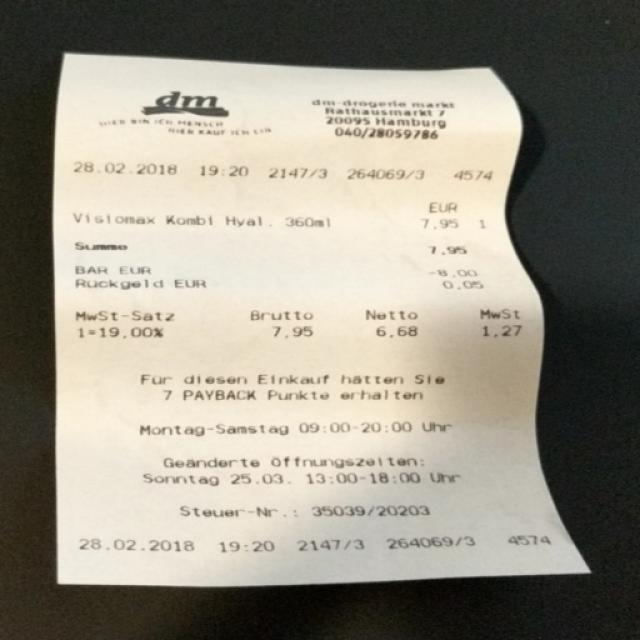 dm
HIER BIN ICH MENSCH
HIER KAUF ICH EIN
dm-drogerie markt
Rathausmarkt 7
20095 Hamburg
040/28059786
28.02.2018 19:20 2147/3 264069/3 4574
EUR
Visiomax Kombi Hyal. 360ml 7,95 1
Summe 7,95
BAR EUR -8,00
Rückgeld EUR 0,05
MwSt-Satz Brutto Netto MwSt
1=19,00% 7,95 6,68 1,27
Für diesen Einkauf hätten Sie
7 PAYBACK Punkte erhalten
Montag-Samstag 09:00-20:00 Uhr
Geänderte Öffnungszeiten:
Sonntag 25.03. 13:00-18:00 Uhr
Steuer-Nr.: 35039/20203
28.02.2018 19:20 2147/3 264069/3 4574